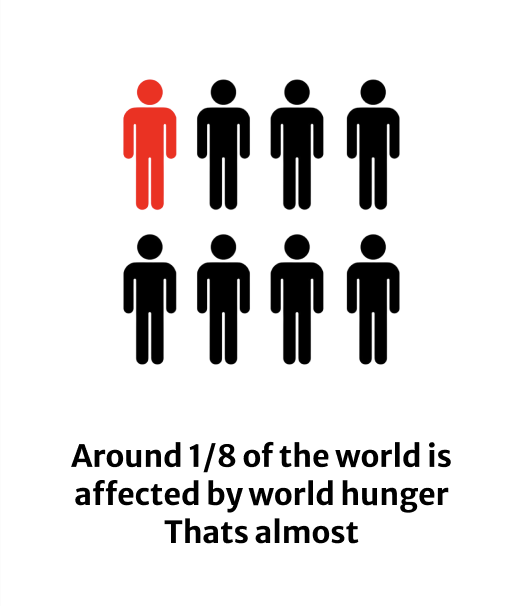 Around 1/8 of the world is
affected by world hunger
Thats almost